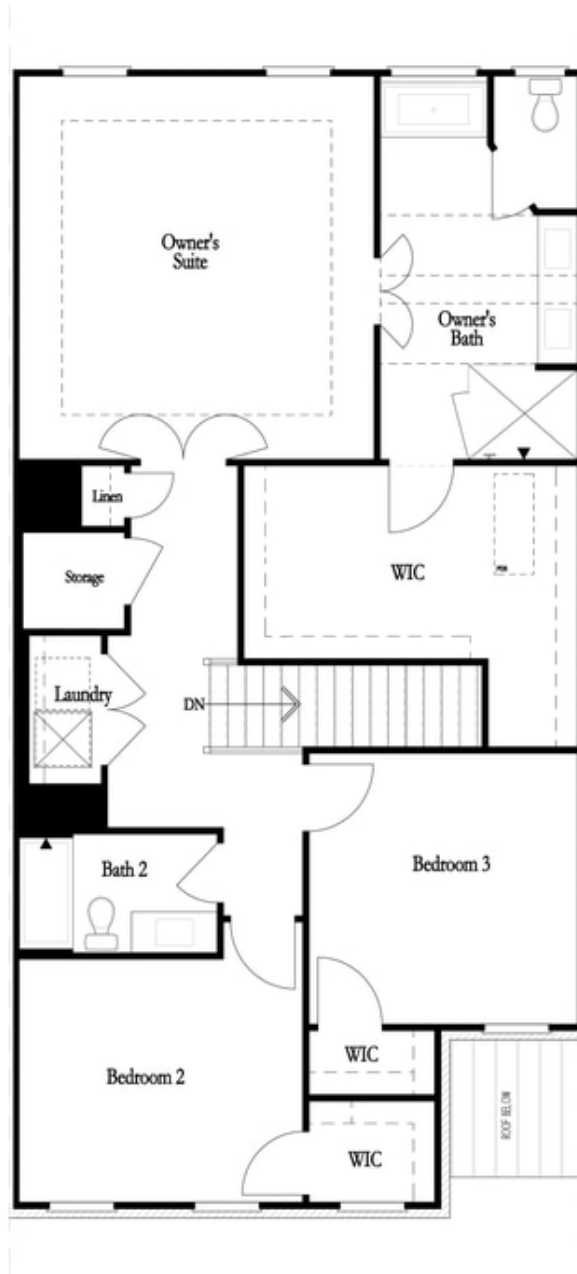 Owner's
Suite
Owner's
Bath
Linen
Storage
WIC
Laundry
DN
Bath 2
Bedroom 3
WIC
Bedroom 2
WIC
ROOF BELOW